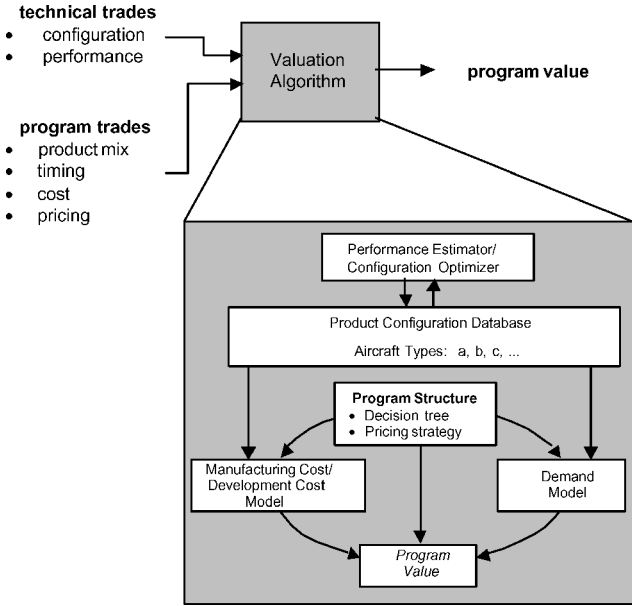 technical trades
• configuration
• performance
Valuation
Algorithm
program value
program trades
• product mix
• timing
• cost
• pricing
Performance Estimator/
Configuration Optimizer
Product Configuration Database
Aircraft Types: a, b, c, ...
Program Structure
• Decision tree
• Pricing strategy
Manufacturing Cost/
Development Cost
Model
Demand
Model
Program
Value